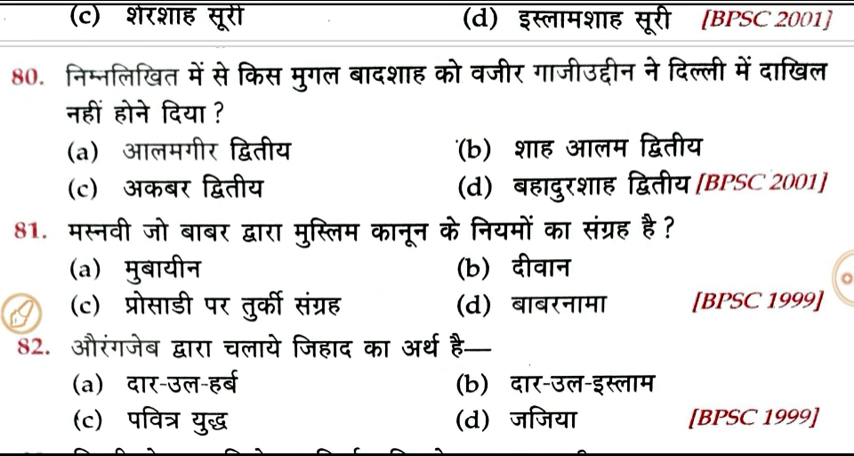 (c) शेरशाह सूरी (d) इस्लामशाह सूरी [BPSC 2001]
80. निम्नलिखित में से किस मुगल बादशाह को वजीर गाजीउद्दीन ने दिल्ली में दाखिल
नहीं होने दिया ?
(a) आलमगीर द्वितीय (b) शाह आलम द्वितीय
(c) अकबर द्वितीय (d) बहादुरशाह द्वितीय [BPSC 2001]
81. मस्नवी जो बाबर द्वारा मुस्लिम कानून के नियमों का संग्रह है ?
(a) मुबायीन (b) दीवान
(c) प्रोसाडी पर तुर्की संग्रह (d) बाबरनामा [BPSC 1999]
82. औरंगजेब द्वारा चलाये जिहाद का अर्थ है—
(a) दार-उल-हर्ब (b) दार-उल-इस्लाम
(c) पवित्र युद्ध (d) जजिया [BPSC 1999]